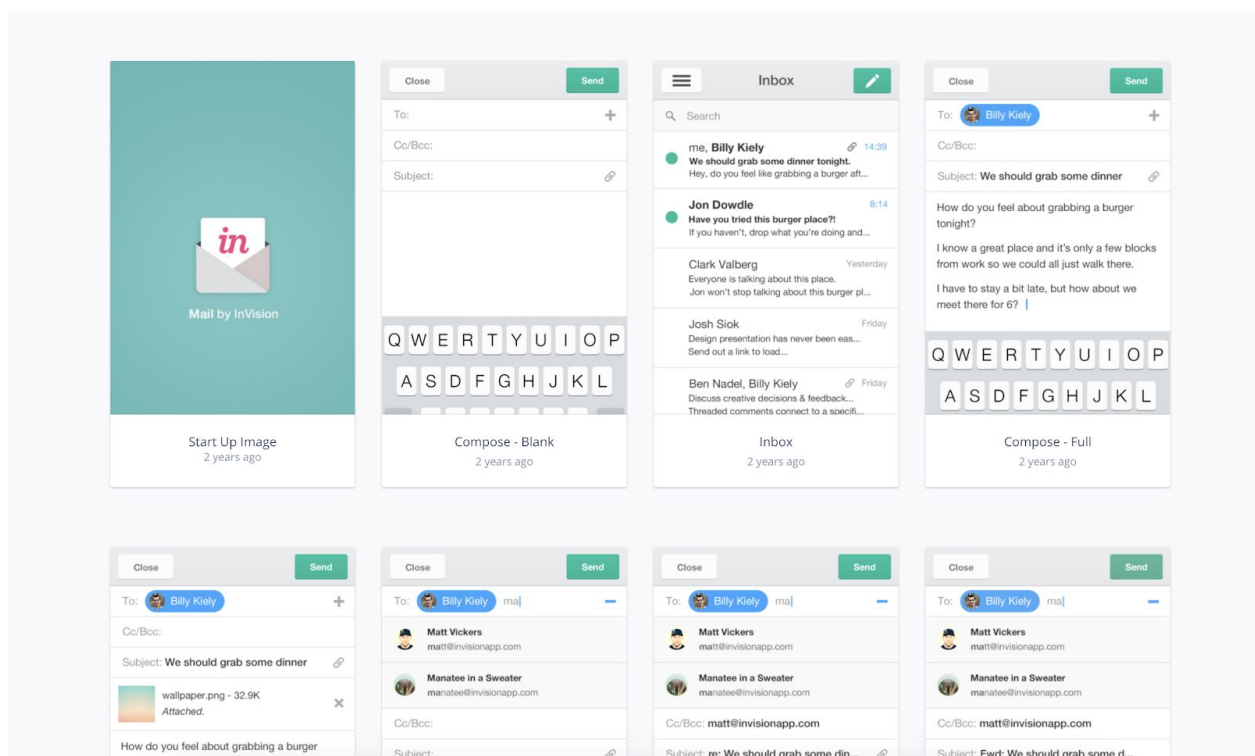 in
Mail by InVision
Start Up Image
2 years ago
Close
Send
To:
Cc/Bcc:
Subject:
Q W E R T Y U I O P
A S D F G H J K L
Compose - Blank
2 years ago
Inbox
Search
me, Billy Kiely 14:39
We should grab some dinner tonight.
Hey, do you feel like grabbing a burger aft...
Jon Dowdle 8:14
Have you tried this burger place?!
If you haven't, drop what you're doing and...
Clark Valberg Yesterday
Everyone is talking about this place.
Jon won't stop talking about this burger pl...
Josh Siok Friday
Design presentation has never been eas...
Send out a link to load...
Ben Nadel, Billy Kiely Friday
Discuss creative decisions & feedback...
Threaded comments connect to a specifi...
Inbox
2 years ago
Close
Send
To: Billy Kiely
Cc/Bcc:
Subject: We should grab some dinner
How do you feel about grabbing a burger
tonight?
I know a great place and it's only a few blocks
from work so we could all just walk there.
I have to stay a bit late, but how about we
meet there for 6?
Q W E R T Y U I O P
A S D F G H J K L
Compose - Full
2 years ago
Close
Send
To: Billy Kiely
Cc/Bcc:
Subject: We should grab some dinner
wallpaper.png - 32.9K
Attached.
How do you feel about grabbing a burger
Close
Send
To: Billy Kiely ma
Matt Vickers
matt@invisionapp.com
Manatee in a Sweater
manatee@invisionapp.com
Cc/Bcc:
Subject:
Close
Send
To: Billy Kiely ma
Matt Vickers
matt@invisionapp.com
Manatee in a Sweater
manatee@invisionapp.com
Cc/Bcc: matt@invisionapp.com
Subject: re: We should grab some din...
Close
Send
To: Billy Kiely ma
Matt Vickers
matt@invisionapp.com
Manatee in a Sweater
manatee@invisionapp.com
Cc/Bcc: matt@invisionapp.com
Subject: Fwd: We should grab some d...